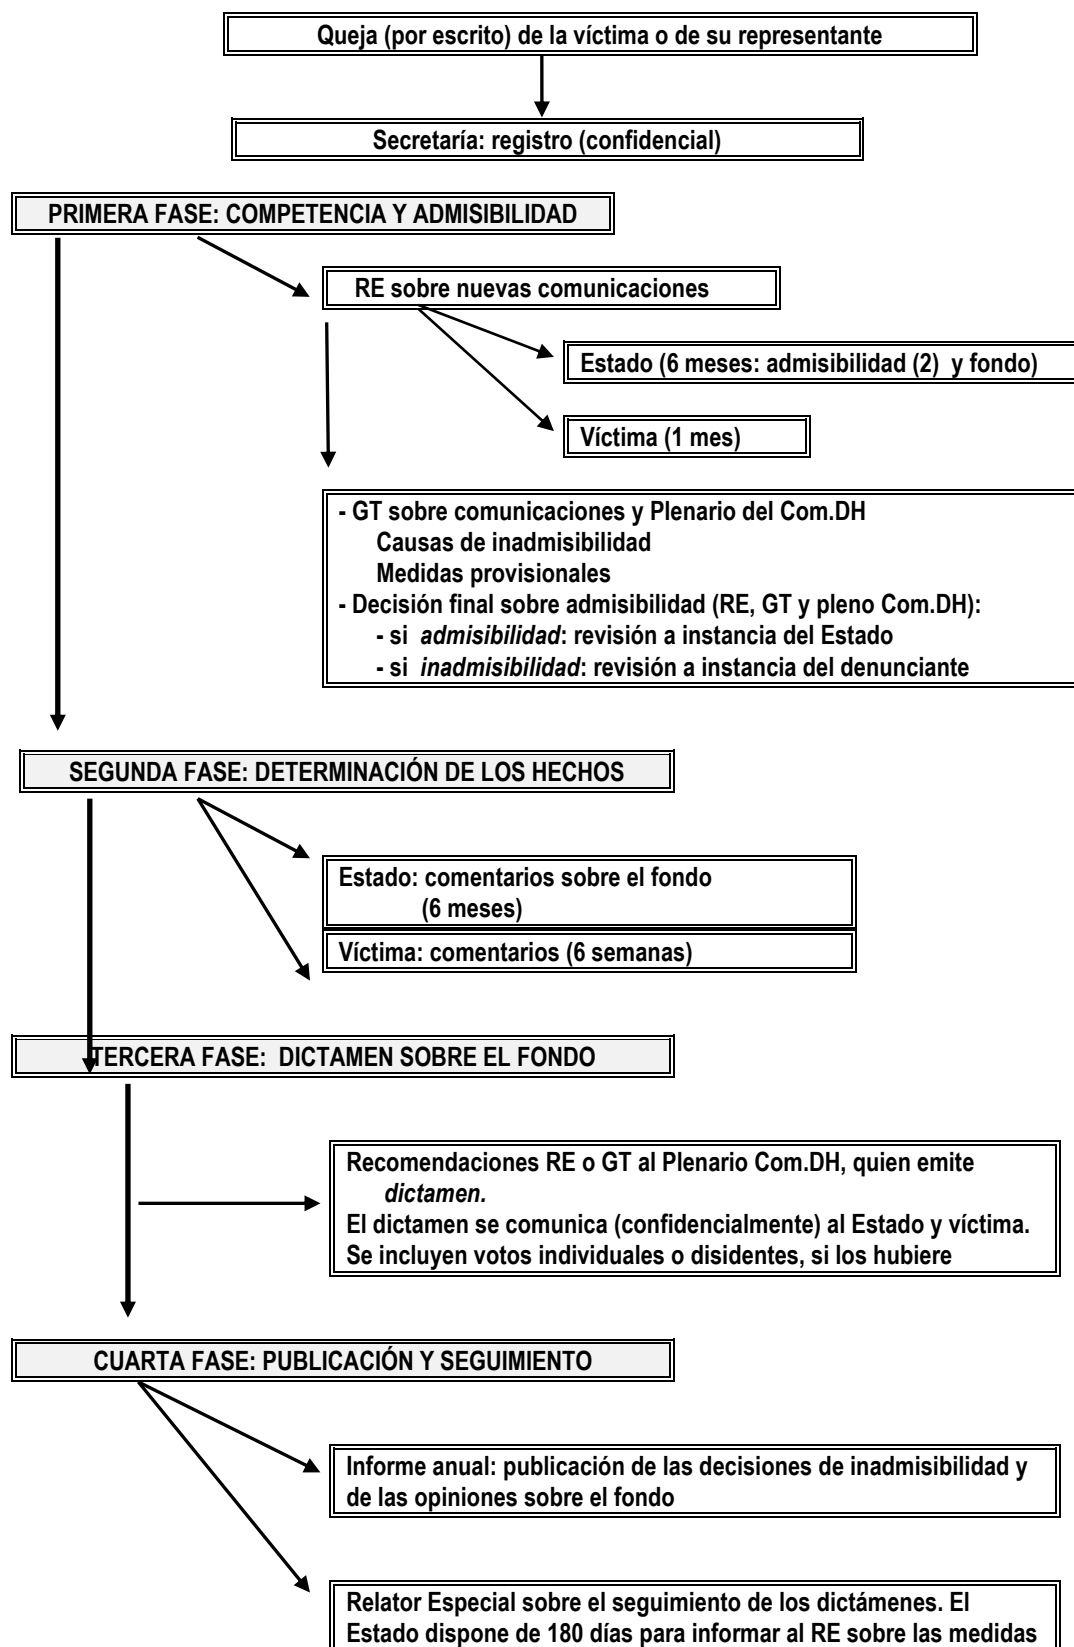 Queja (por escrito) de la víctima o de su representante
Secretaría: registro (confidencial)
PRIMERA FASE: COMPETENCIA Y ADMISIBILIDAD
RE sobre nuevas comunicaciones
Estado (6 meses: admisibilidad (2)  y fondo)
Víctima (1 mes)
- GT sobre comunicaciones y Plenario del Com.DH
Causas de inadmisibilidad
Medidas provisionales
- Decisión final sobre admisibilidad (RE, GT y pleno Com.DH):
- si  admisibilidad: revisión a instancia del Estado
- si  inadmisibilidad: revisión a instancia del denunciante
SEGUNDA FASE: DETERMINACIÓN DE LOS HECHOS
Estado: comentarios sobre el fondo
(6 meses)
Víctima: comentarios (6 semanas)
TERCERA FASE:  DICTAMEN SOBRE EL FONDO
Recomendaciones RE o GT al Plenario Com.DH, quien emite
dictamen.
El dictamen se comunica (confidencialmente) al Estado y víctima.
Se incluyen votos individuales o disidentes, si los hubiere
CUARTA FASE: PUBLICACIÓN Y SEGUIMIENTO
Informe anual: publicación de las decisiones de inadmisibilidad y
de las opiniones sobre el fondo
Relator Especial sobre el seguimiento de los dictámenes. El
Estado dispone de 180 días para informar al RE sobre las medidas